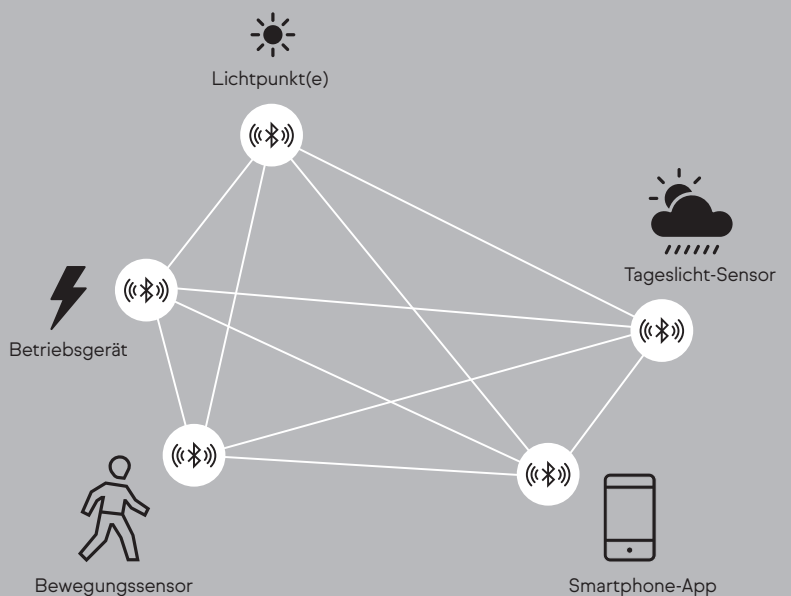 Lichtpunkt(e)
Tageslicht-Sensor
Betriebsgerät
Bewegungssensor
Smartphone-App